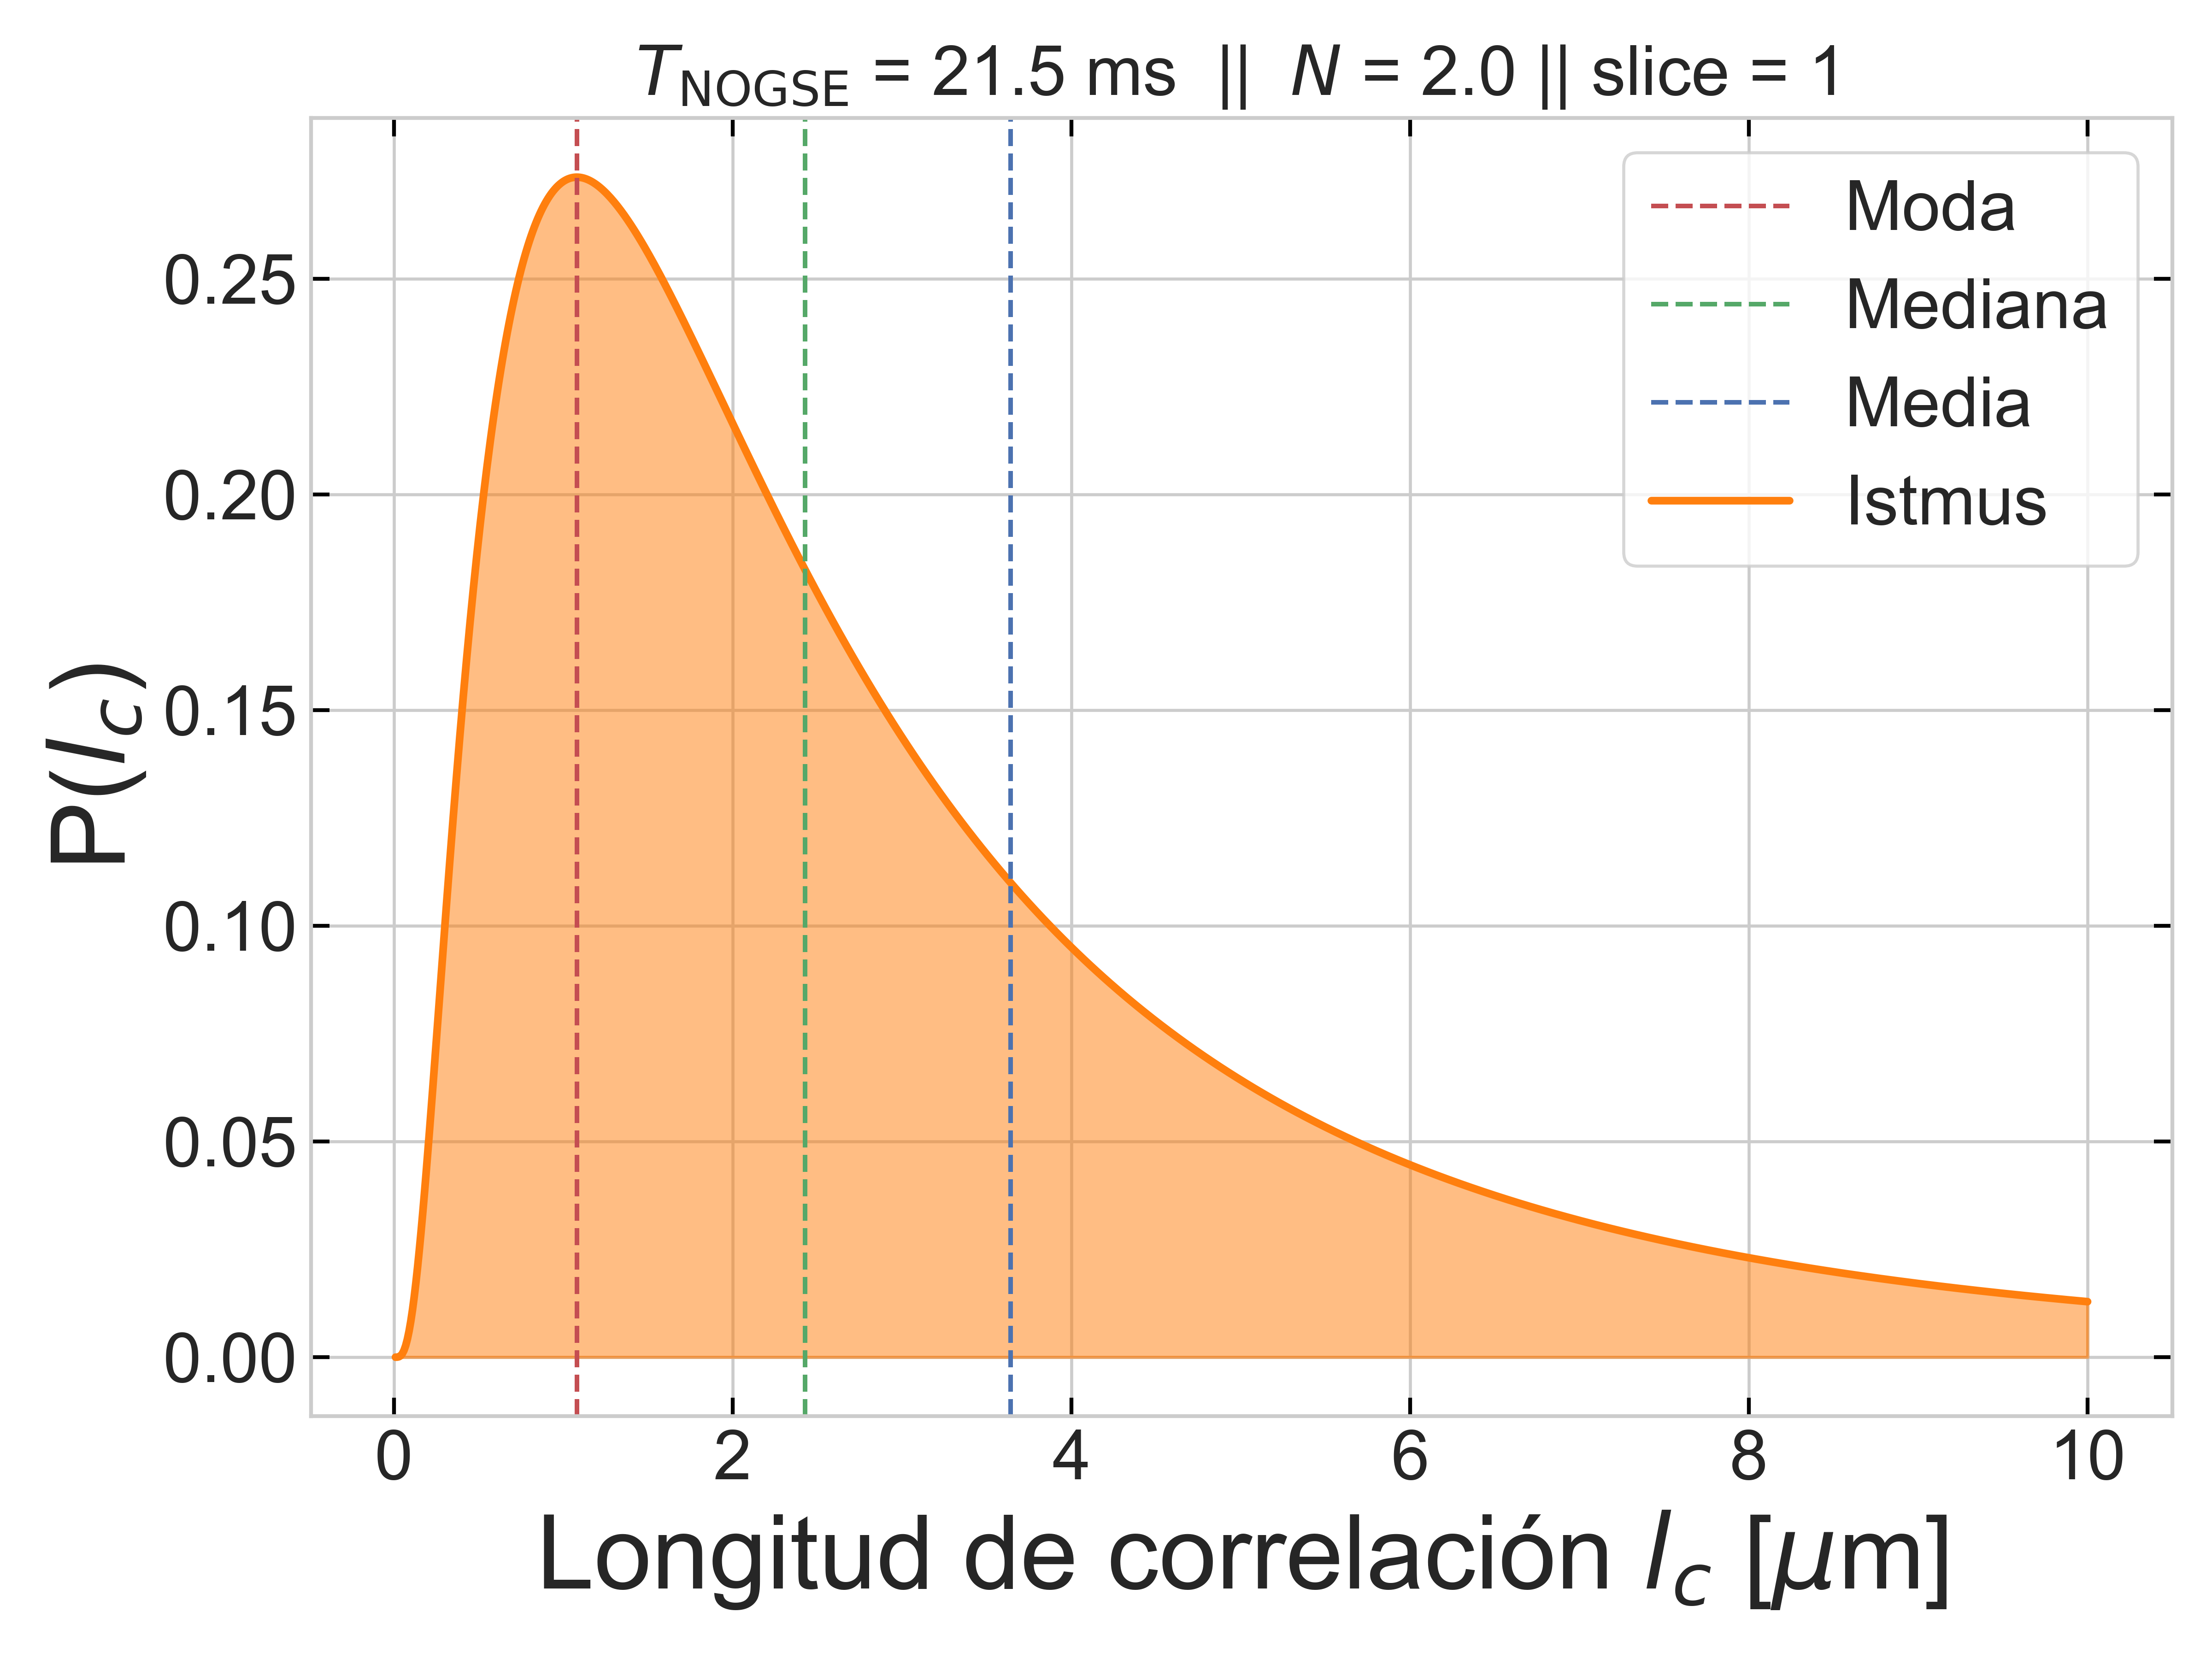 T_NOGSE = 21.5 ms || N = 2.0 || slice = 1
Moda
Mediana
Media
Istmus
P(l_c)
0.25
0.20
0.15
0.10
0.05
0.00
0 2 4 6 8 10
Longitud de correlación l_c [μm]